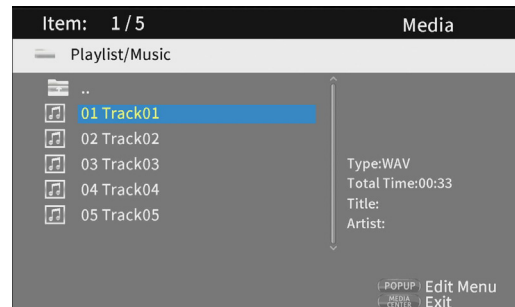 Item: 1/5 Media
Playlist/Music
..
01 Track01
02 Track02
03 Track03
04 Track04
05 Track05
Type:WAV
Total Time:00:33
Title:
Artist:
POPUP Edit Menu
MEDIA CENTER Exit